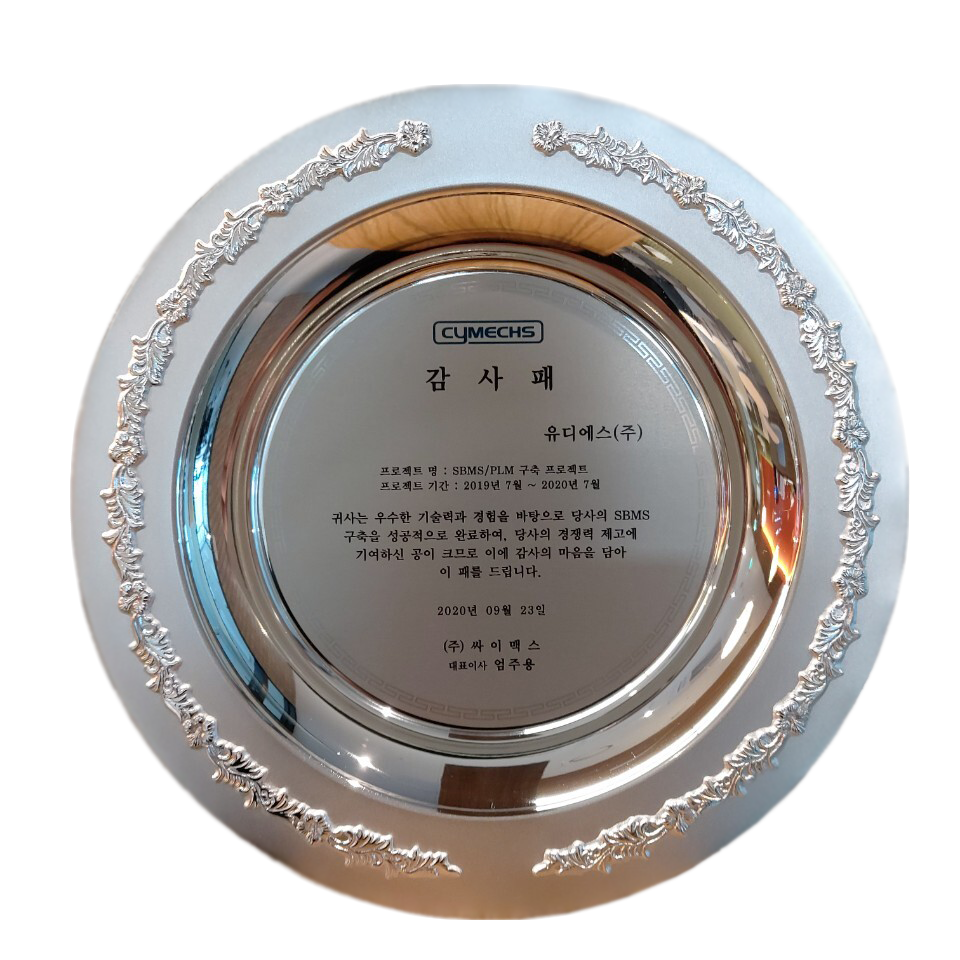 CYMECHS
감 사 패
유디에스(주)
프로젝트 명 : SBMS/PLM 구축 프로젝트
프로젝트 기간 : 2019년 7월 ~ 2020년 7월
귀사는 우수한 기술력과 경험을 바탕으로 당사의 SBMS
구축을 성공적으로 완료하여, 당사의 경쟁력 제고에
기여하신 공이 크므로 이에 감사의 마음을 담아
이 패를 드립니다.
2020년 09월 23일
(주) 싸 이 맥 스
대표이사 엄주용